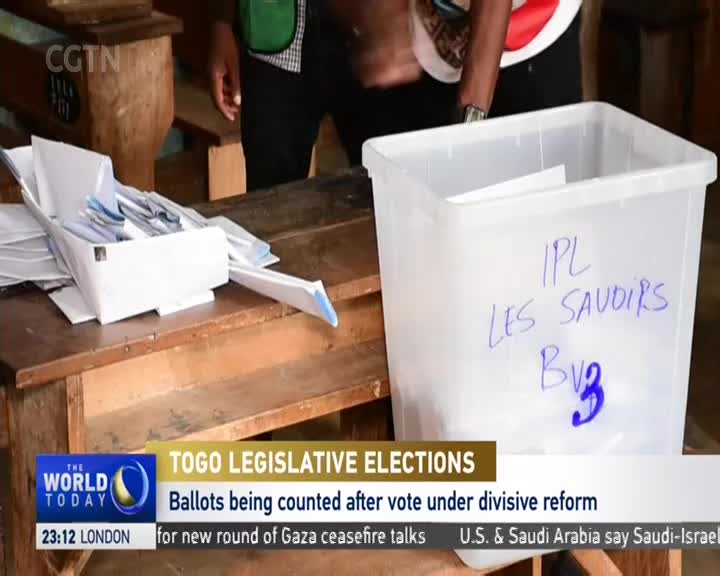 CGTN
IPL
LES SAVOIRS
BV3
TOGO LEGISLATIVE ELECTIONS
THE
WORLD
TODAY
Ballots being counted after vote under divisive reform
23:12 LONDON
for new round of Gaza ceasefire talks U.S. & Saudi Arabia say Saudi-Israel